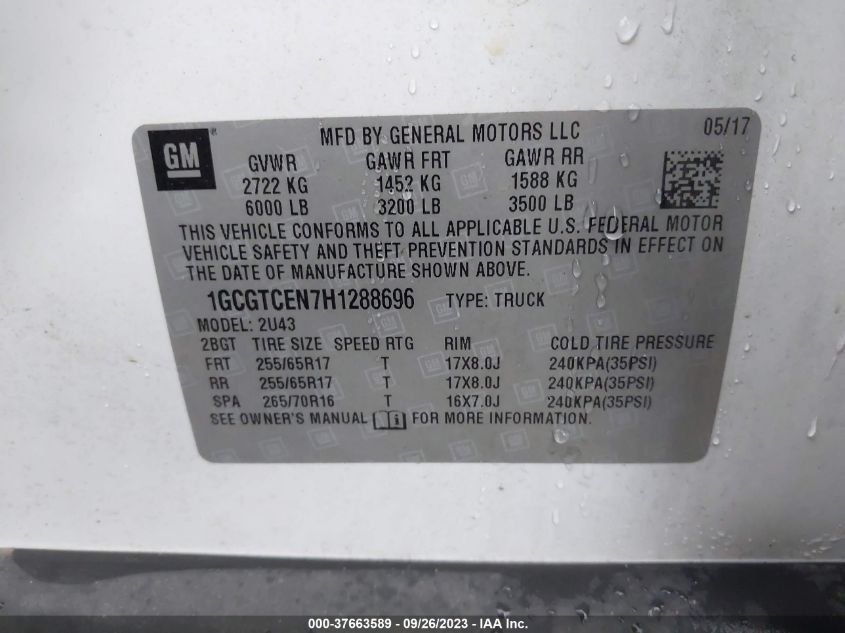 GM ®
MFD BY GENERAL MOTORS LLC 05/17
GVWR GAWR FRT GAWR RR
2722 KG 1452 KG 1588 KG
6000 LB 3200 LB 3500 LB
THIS VEHICLE CONFORMS TO ALL APPLICABLE U.S. FEDERAL MOTOR
VEHICLE SAFETY AND THEFT PREVENTION STANDARDS IN EFFECT ON
THE DATE OF MANUFACTURE SHOWN ABOVE.
1GCGTCEN7H1288696 TYPE: TRUCK
MODEL: 2U43
2BGT TIRE SIZE SPEED RTG RIM COLD TIRE PRESSURE
FRT 255/65R17 T 17X8.0J 240KPA(35PSI)
RR 255/65R17 T 17X8.0J 240KPA(35PSI)
SPA 265/70R16 T 16X7.0J 240KPA(35PSI)
SEE OWNER'S MANUAL i FOR MORE INFORMATION.
000-37663589 - 09/26/2023 - IAA Inc.